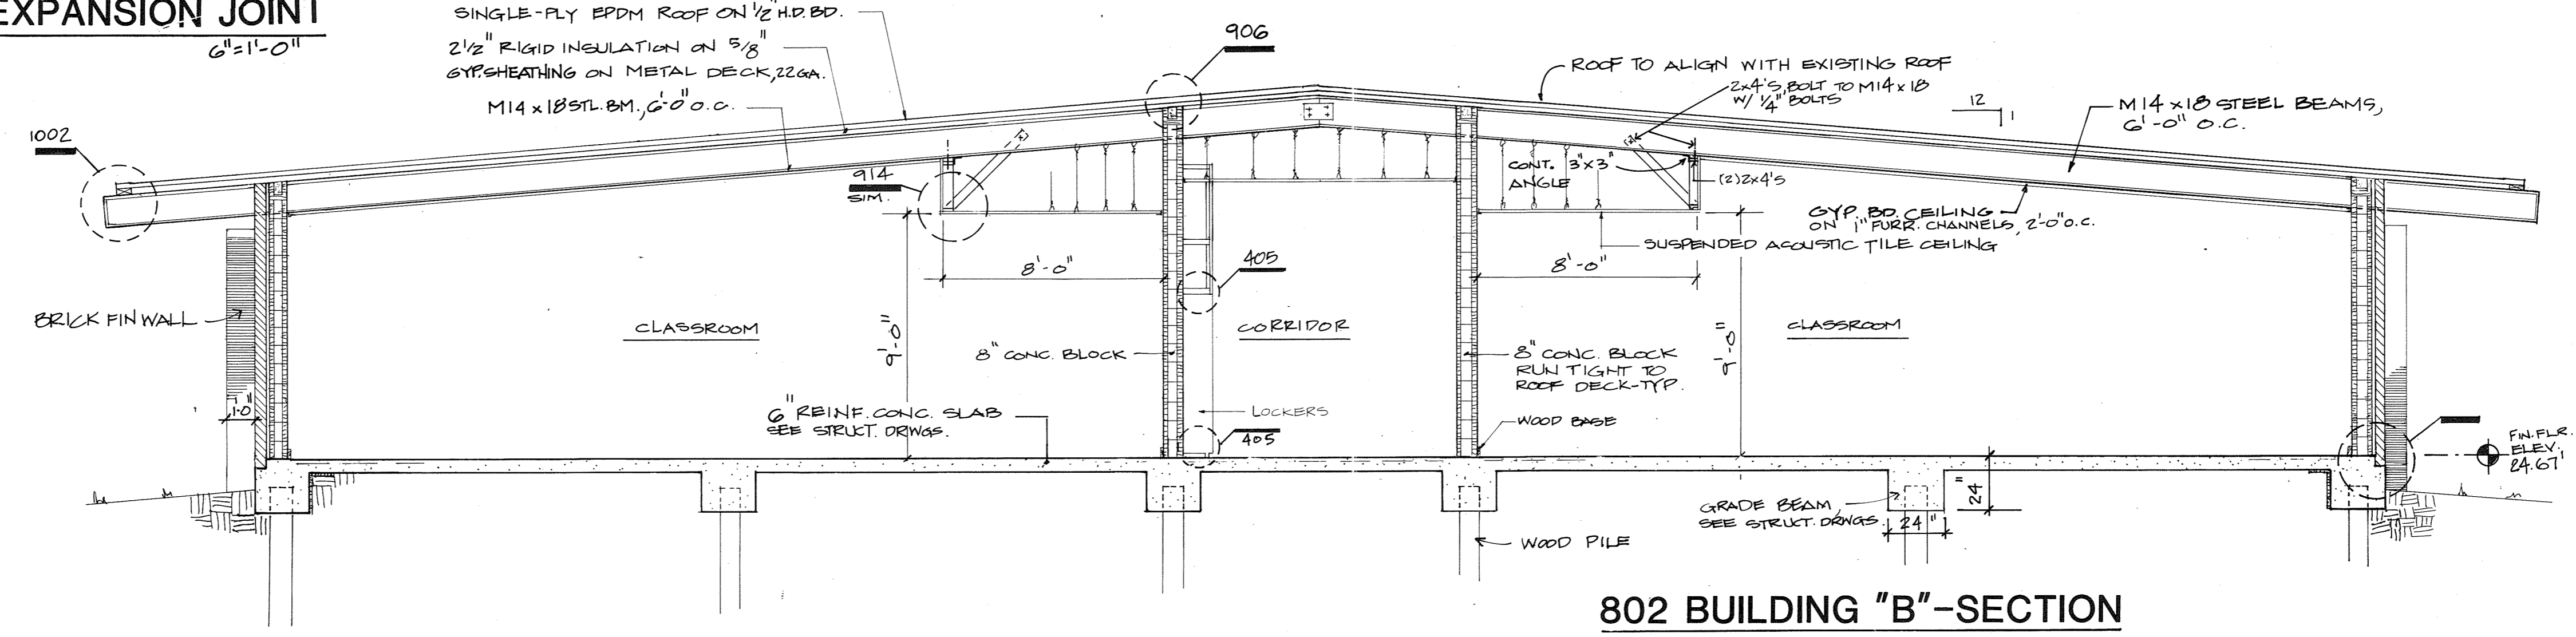 EXPANSION JOINT
6"=1'-0"
SINGLE-PLY EPDM ROOF ON 1/2" H.D. BD.
2 1/2" RIGID INSULATION ON 5/8"
GYP. SHEATHING ON METAL DECK, 22GA.
M14 x 18 STL. BM., 6'-0" O.C.
906
ROOF TO ALIGN WITH EXISTING ROOF
2x4'S, BOLT TO M14 x 18
W/ 1/4" BOLTS
12
1
M14 x 18 STEEL BEAMS,
6'-0" O.C.
1002
914
SIM.
CONT. 3"x3"
ANGLE
(2) 2x4'S
GYP. BD. CEILING
ON 1" FURR. CHANNELS, 2'-0" O.C.
SUSPENDED ACOUSTIC TILE CEILING
8'-0"
405
8'-0"
BRICK FIN WALL
CLASSROOM
9'-0"
8" CONC. BLOCK
CORRIDOR
8" CONC. BLOCK
RUN TIGHT TO
ROOF DECK-TYP.
9'-0"
CLASSROOM
1'-0"
6" REINF. CONC. SLAB
SEE STRUCT. DRWGS.
LOCKERS
405
WOOD BASE
FIN. FLR.
ELEV.
24.67'
GRADE BEAM,
SEE STRUCT. DRWGS.
24"
24"
WOOD PILE
802 BUILDING "B"-SECTION